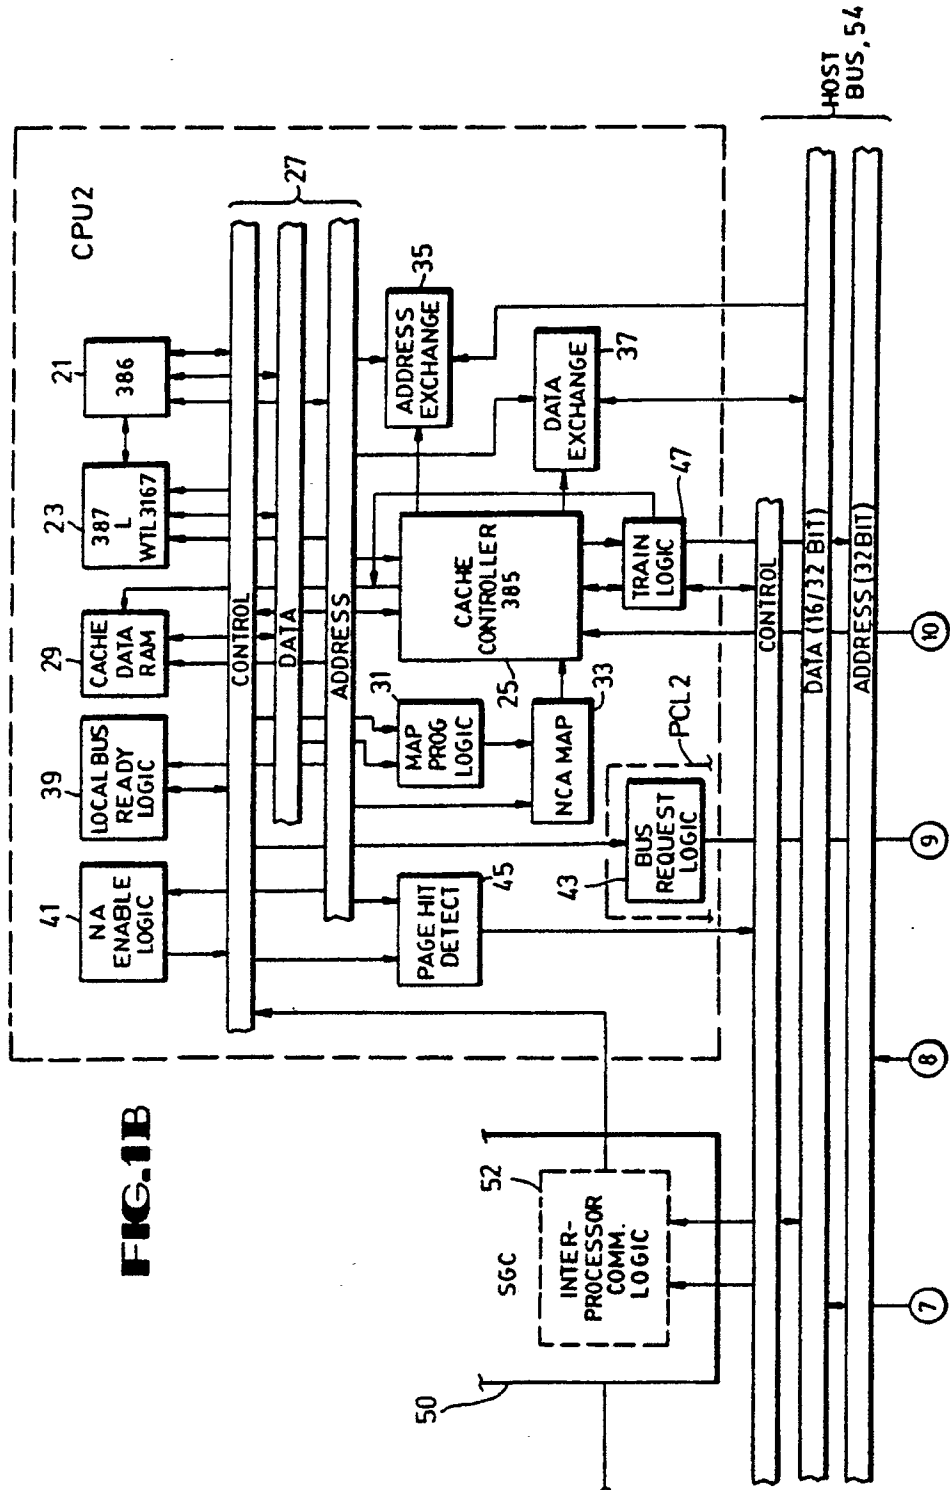 FIG.1B
CPU2
41
NA
ENABLE
LOGIC
39
LOCAL BUS
READY
LOGIC
29
CACHE
DATA
RAM
23
387
L
WTL3167
21
386
CONTROL
DATA
ADDRESS
27
45
PAGE HIT
DETECT
31
MAP
PROG
LOGIC
25
CACHE
CONTROLLER
385
35
ADDRESS
EXCHANGE
33
NCA MAP
37
DATA
EXCHANGE
PCL2
43
BUS
REQUEST
LOGIC
47
TRAIN
LOGIC
50
SGC
52
INTER-
PROCESSOR
COMM.
LOGIC
CONTROL
DATA (16/32 BIT)
ADDRESS (32BIT)
HOST
BUS, 54
7
8
9
10